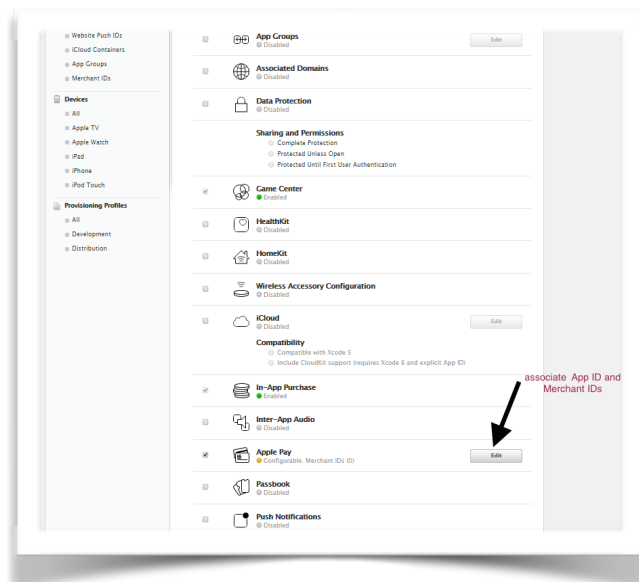 Website Push IDs
iCloud Containers
App Groups
Merchant IDs
Devices
All
Apple TV
Apple Watch
iPad
iPhone
iPod Touch
Provisioning Profiles
All
Development
Distribution
App Groups
Disabled
Edit
Associated Domains
Disabled
Data Protection
Disabled
Sharing and Permissions
Complete Protection
Protected Unless Open
Protected Until First User Authentication
Game Center
Enabled
HealthKit
Disabled
HomeKit
Disabled
Wireless Accessory Configuration
Disabled
iCloud
Disabled
Edit
Compatibility
Compatible with Xcode 5
Include CloudKit support (requires Xcode 6 and explicit App ID)
In-App Purchase
Enabled
associate App ID and
Merchant IDs
Inter-App Audio
Disabled
Apple Pay
Configurable, Merchant IDs (0)
Edit
Passbook
Disabled
Push Notifications
Disabled